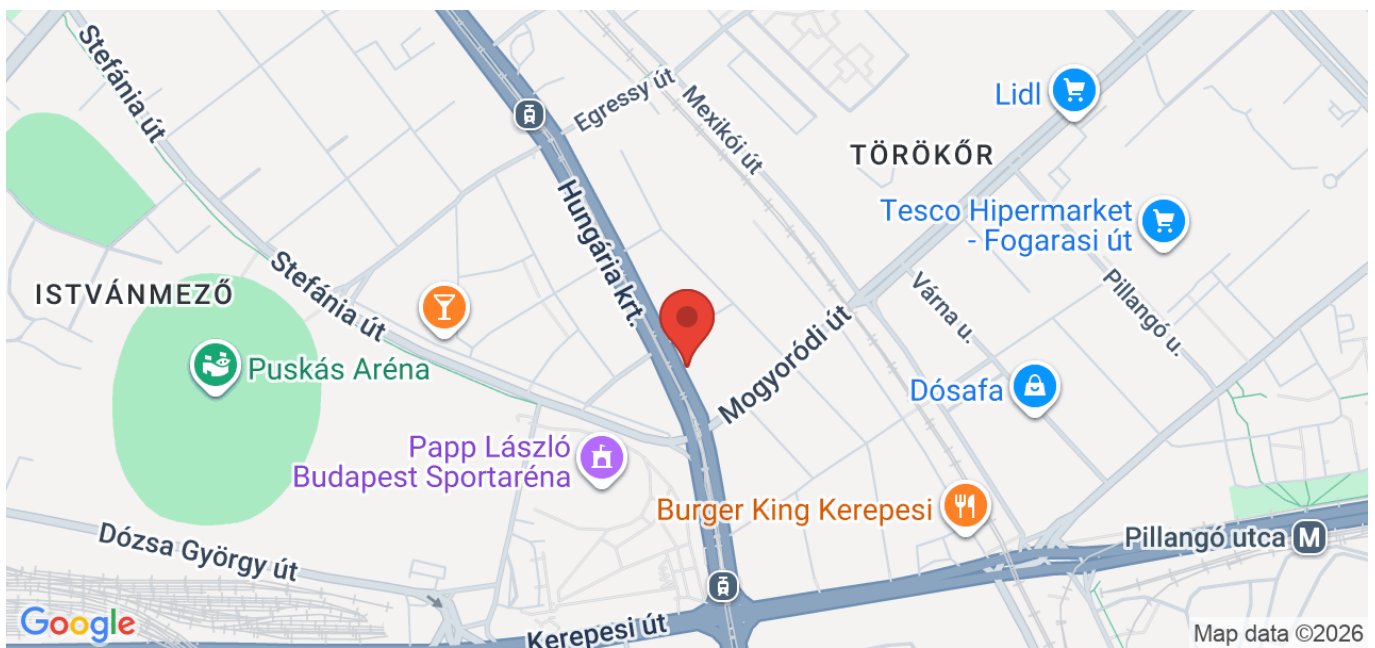 Stefánia út
Egressy út
Mexikói út
Lidl
TÖRÖKŐR
Hungária krt.
Tesco Hipermarket
- Fogarasi út
ISTVÁNMEZŐ
Stefánia út
Várna u.
Pillangó u.
Puskás Aréna
Mogyoródi út
Dósafa
Papp László
Budapest Sportaréna
Burger King Kerepesi
Dózsa György út
Pillangó utca M
Google
Kerepesi út
Map data ©2026